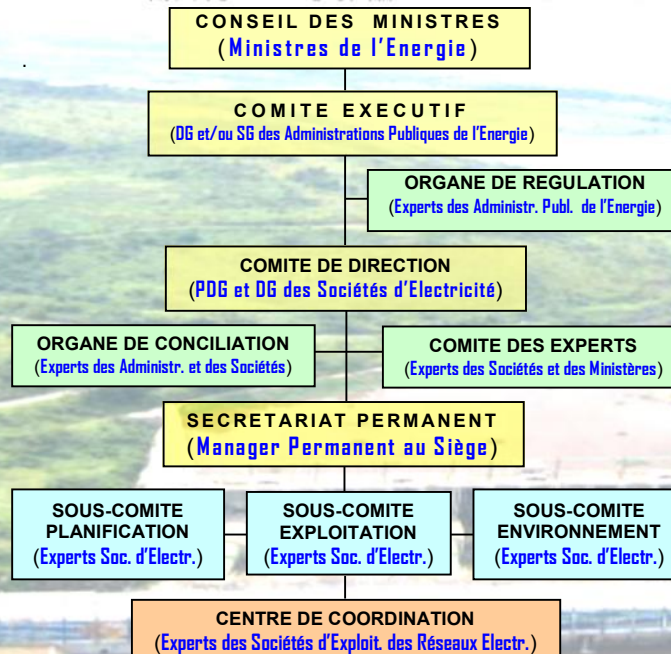 CONSEIL DES MINISTRES
(Ministres de l'Energie)
COMITE EXECUTIF
(DG et/ou SG des Administrations Publiques de l'Energie)
ORGANE DE REGULATION
(Experts des Administr. Publ. de l'Energie)
COMITE DE DIRECTION
(PDG et DG des Sociétés d'Electricité)
ORGANE DE CONCILIATION
(Experts des Administr. et des Sociétés)
COMITE DES EXPERTS
(Experts des Sociétés et des Ministères)
SECRETARIAT PERMANENT
(Manager Permanent au Siège)
SOUS-COMITE
PLANIFICATION
(Experts Soc. d'Electr.)
SOUS-COMITE
EXPLOITATION
(Experts Soc. d'Electr.)
SOUS-COMITE
ENVIRONNEMENT
(Experts Soc. d'Electr.)
CENTRE DE COORDINATION
(Experts des Sociétés d'Exploit. des Réseaux Electr.)